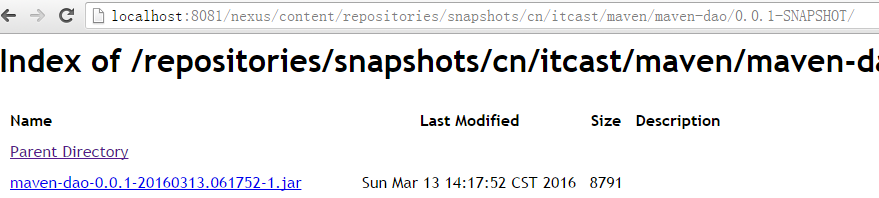 localhost:8081/nexus/content/repositories/snapshots/cn/itcast/maven/maven-dao/0.0.1-SNAPSHOT/
Index of /repositories/snapshots/cn/itcast/maven/maven-da
Name Last Modified Size Description
Parent Directory
maven-dao-0.0.1-20160313.061752-1.jar Sun Mar 13 14:17:52 CST 2016 8791